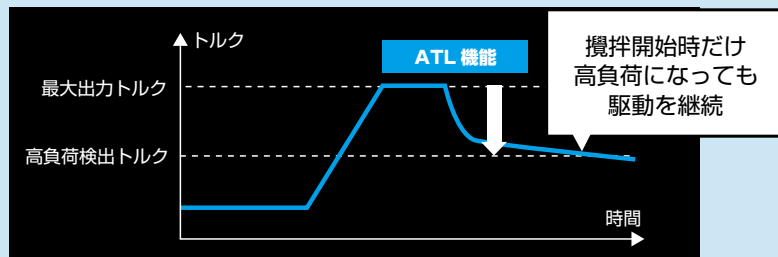 トルク
ATL 機能
攪拌開始時だけ
高負荷になっても
駆動を継続
最大出力トルク
高負荷検出トルク
時間